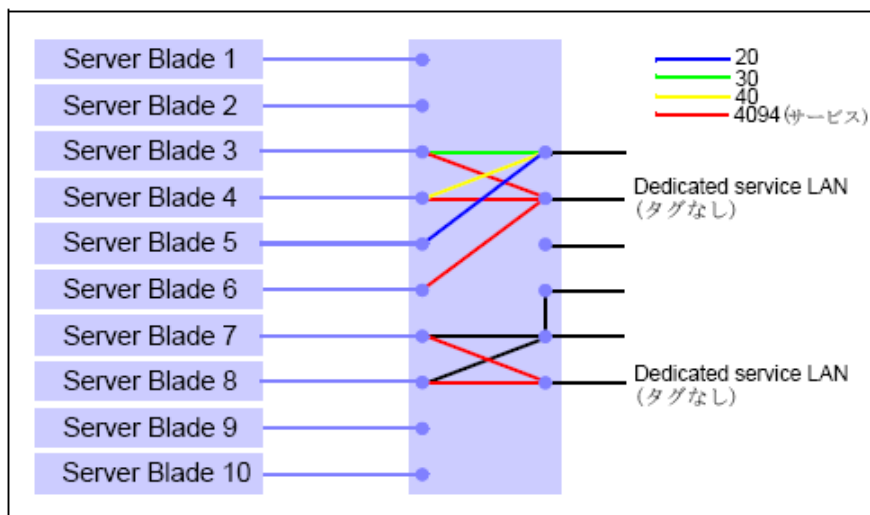 Server Blade 1
Server Blade 2
Server Blade 3
Server Blade 4
Server Blade 5
Server Blade 6
Server Blade 7
Server Blade 8
Server Blade 9
Server Blade 10
20
30
40
4094 (サービス)
Dedicated service LAN
(タグなし)
Dedicated service LAN
(タグなし)